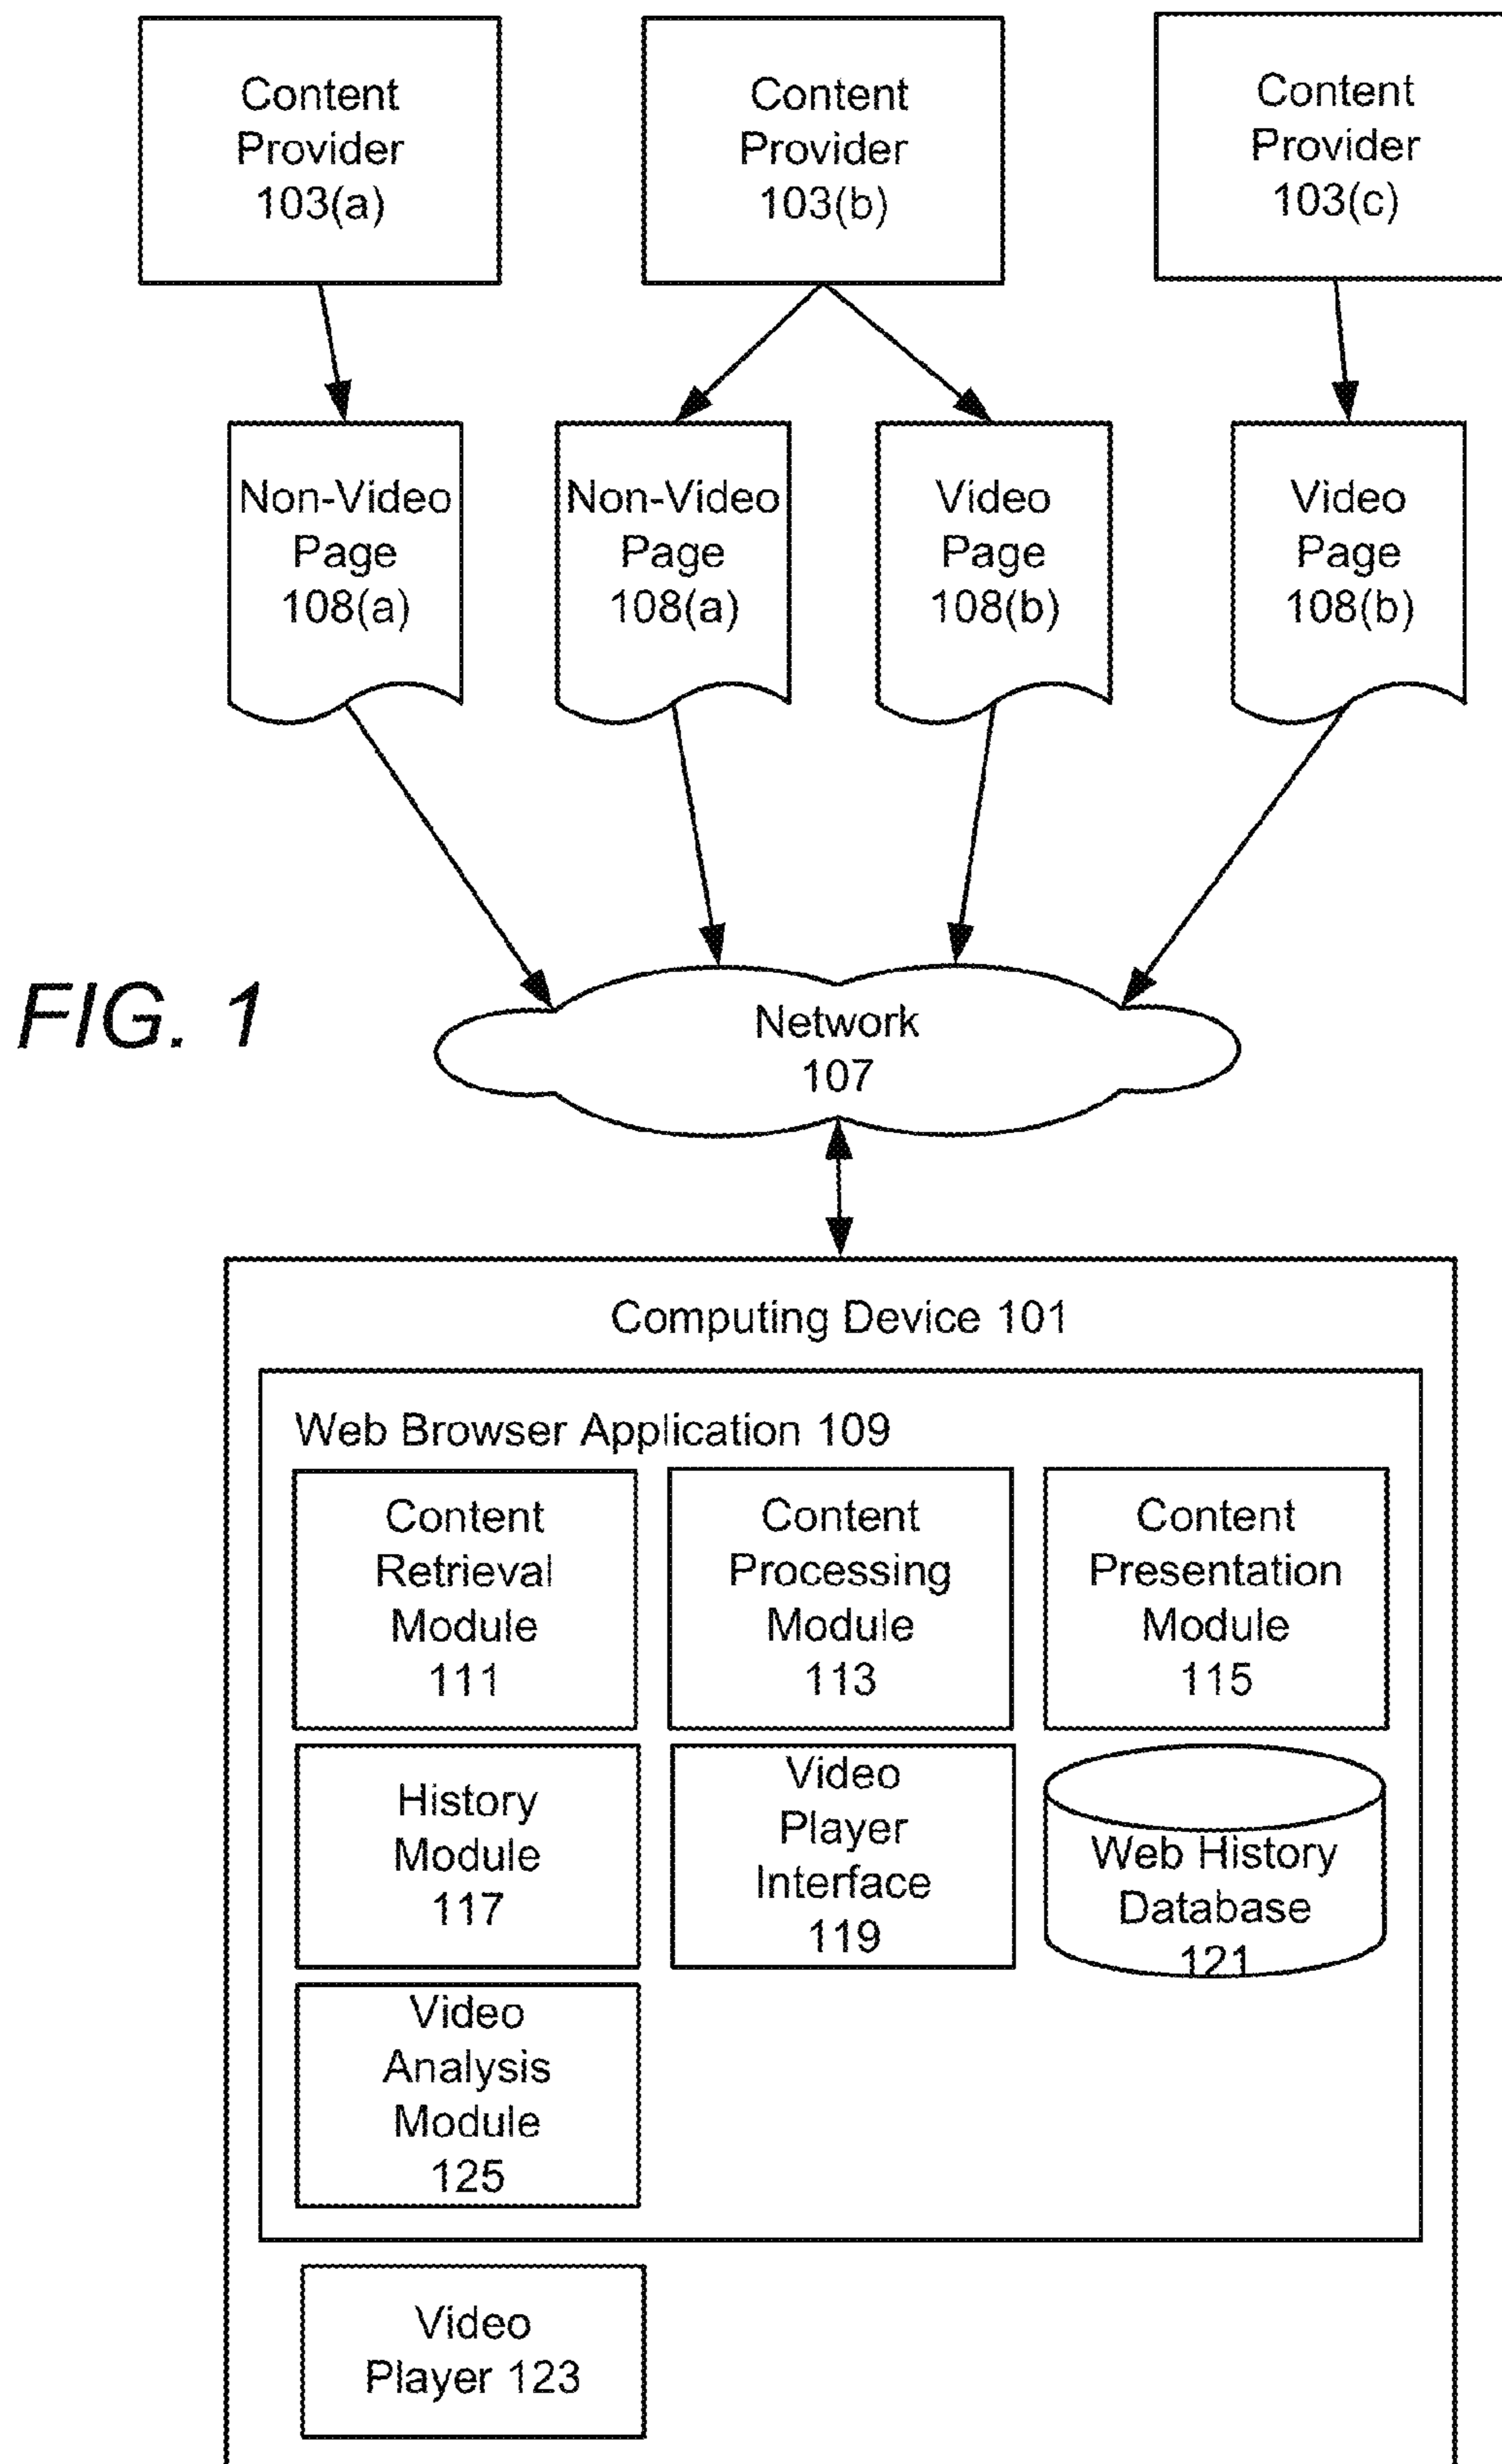 Content
Provider
103(a)
Content
Provider
103(b)
Content
Provider
103(c)
Non-Video
Page
108(a)
Non-Video
Page
108(a)
Video
Page
108(b)
Video
Page
108(b)
FIG. 1
Network
107
Computing Device 101
Web Browser Application 109
Content
Retrieval
Module
111
Content
Processing
Module
113
Content
Presentation
Module
115
History
Module
117
Video
Player
Interface
119
Web History
Database
121
Video
Analysis
Module
125
Video
Player 123